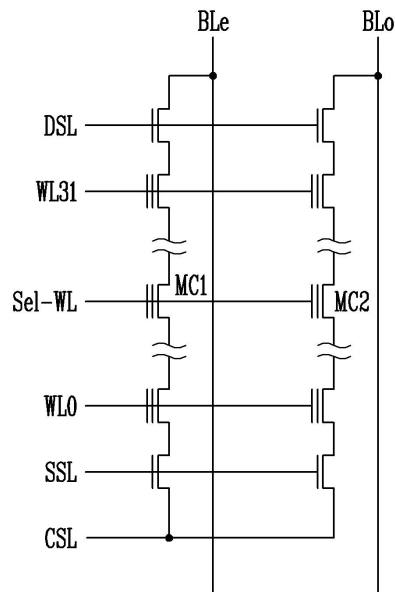 BLe BLo
DSL
WL31
MC1
Sel-WL MC2
WL0
SSL
CSL